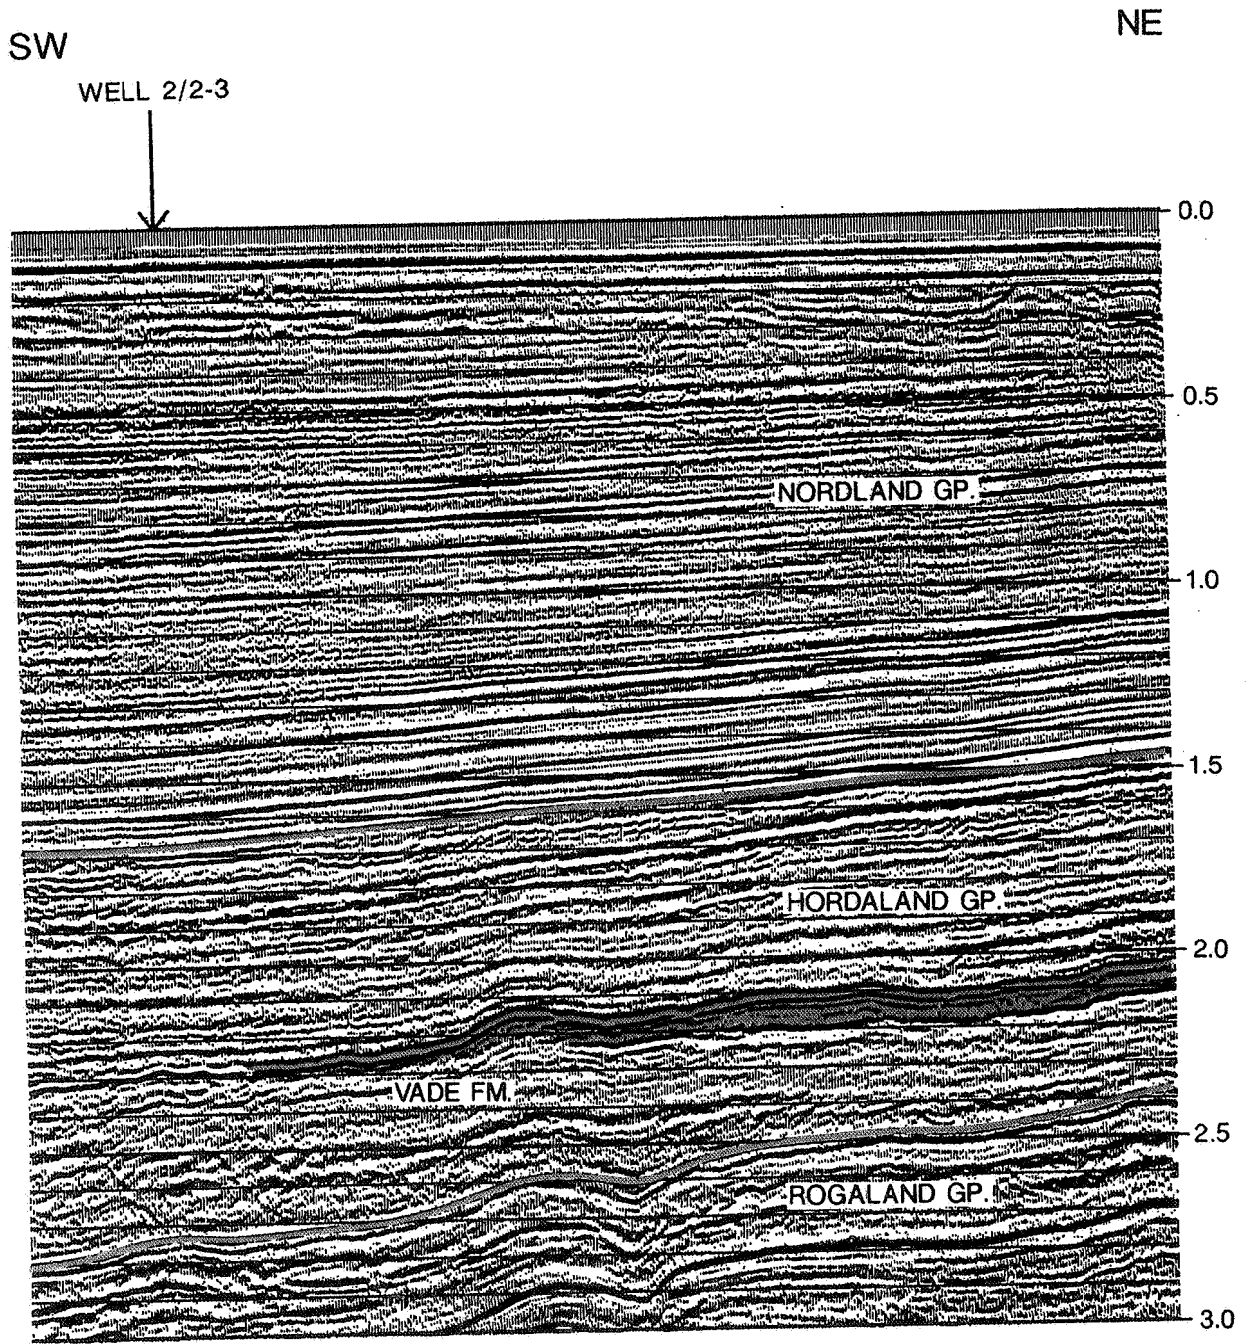 NE
SW
WELL 2/2-3
0.0
0.5
NORDLAND GP.
1.0
1.5
HORDALAND GP.
2.0
VADE FM.
2.5
ROGALAND GP.
3.0